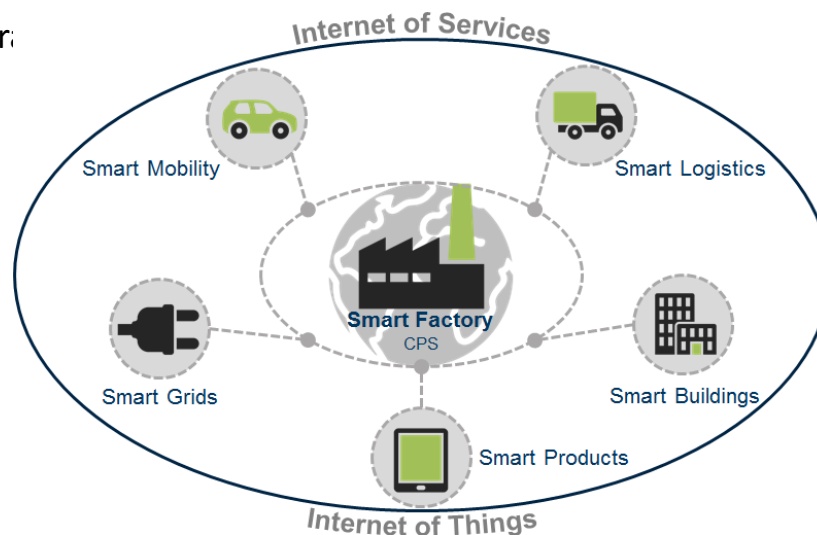 Internet of Services
Smart Mobility
Smart Logistics
Smart Factory
CPS
Smart Grids
Smart Buildings
Smart Products
Internet of Things